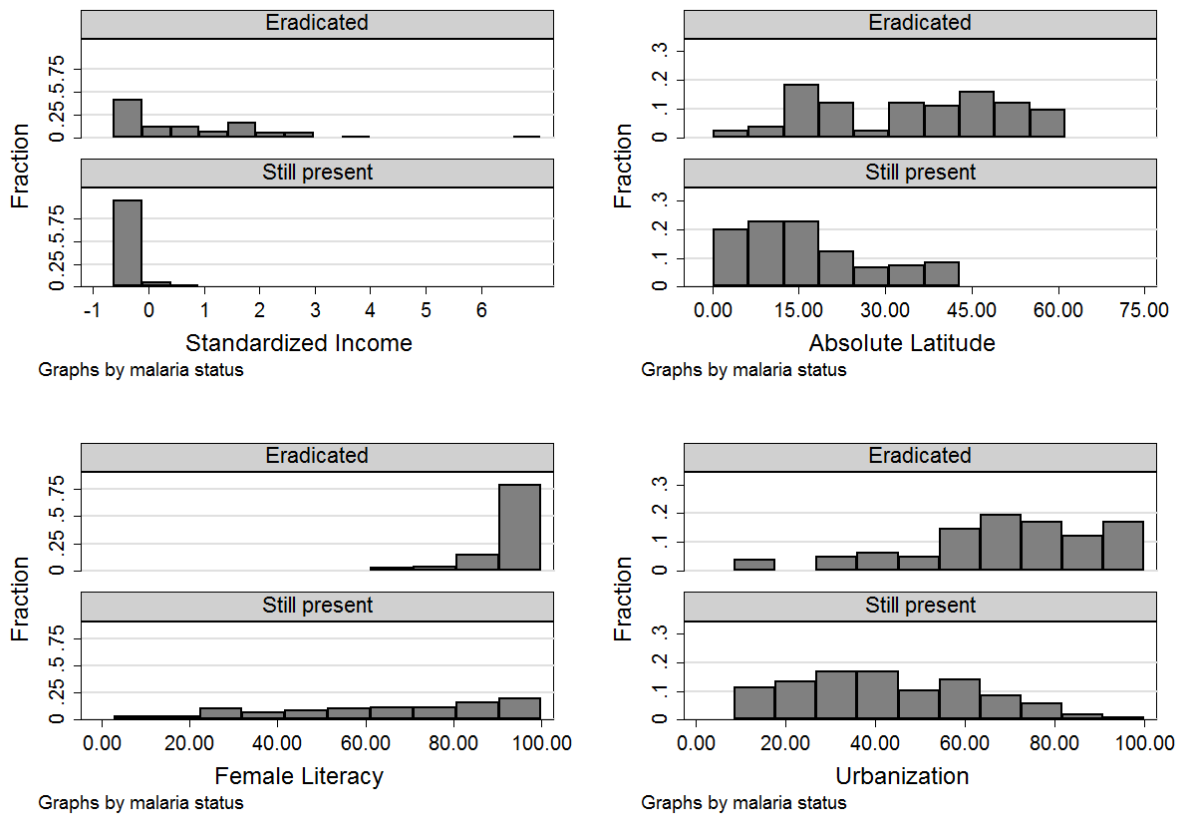 Eradicated
0 .25 .5 .75
Still present
0 .25 .5 .75
Fraction
-1 0 1 2 3 4 5 6
Standardized Income
Graphs by malaria status
Eradicated
0 .1 .2 .3
Still present
0 .1 .2 .3
Fraction
0.00 15.00 30.00 45.00 60.00 75.00
Absolute Latitude
Graphs by malaria status
Eradicated
0 .25 .5 .75
Still present
0 .25 .5 .75
Fraction
0.00 20.00 40.00 60.00 80.00 100.00
Female Literacy
Graphs by malaria status
Eradicated
0 .1 .2 .3
Still present
0 .1 .2 .3
Fraction
0.00 20.00 40.00 60.00 80.00 100.00
Urbanization
Graphs by malaria status